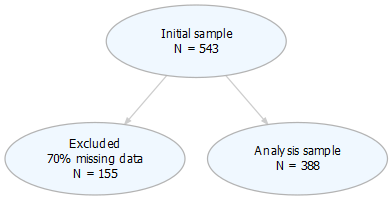 Initial sample
N = 543
Excluded
70% missing data
N = 155
Analysis sample
N = 388